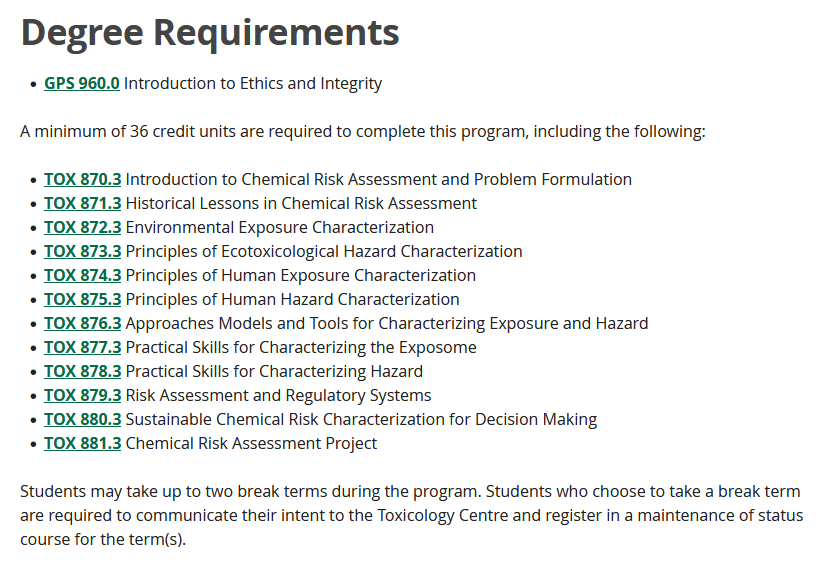 Degree Requirements
• GPS 960.0 Introduction to Ethics and Integrity
A minimum of 36 credit units are required to complete this program, including the following:
• TOX 870.3 Introduction to Chemical Risk Assessment and Problem Formulation
• TOX 871.3 Historical Lessons in Chemical Risk Assessment
• TOX 872.3 Environmental Exposure Characterization
• TOX 873.3 Principles of Ecotoxicological Hazard Characterization
• TOX 874.3 Principles of Human Exposure Characterization
• TOX 875.3 Principles of Human Hazard Characterization
• TOX 876.3 Approaches Models and Tools for Characterizing Exposure and Hazard
• TOX 877.3 Practical Skills for Characterizing the Exposome
• TOX 878.3 Practical Skills for Characterizing Hazard
• TOX 879.3 Risk Assessment and Regulatory Systems
• TOX 880.3 Sustainable Chemical Risk Characterization for Decision Making
• TOX 881.3 Chemical Risk Assessment Project
Students may take up to two break terms during the program. Students who choose to take a break term
are required to communicate their intent to the Toxicology Centre and register in a maintenance of status
course for the term(s).